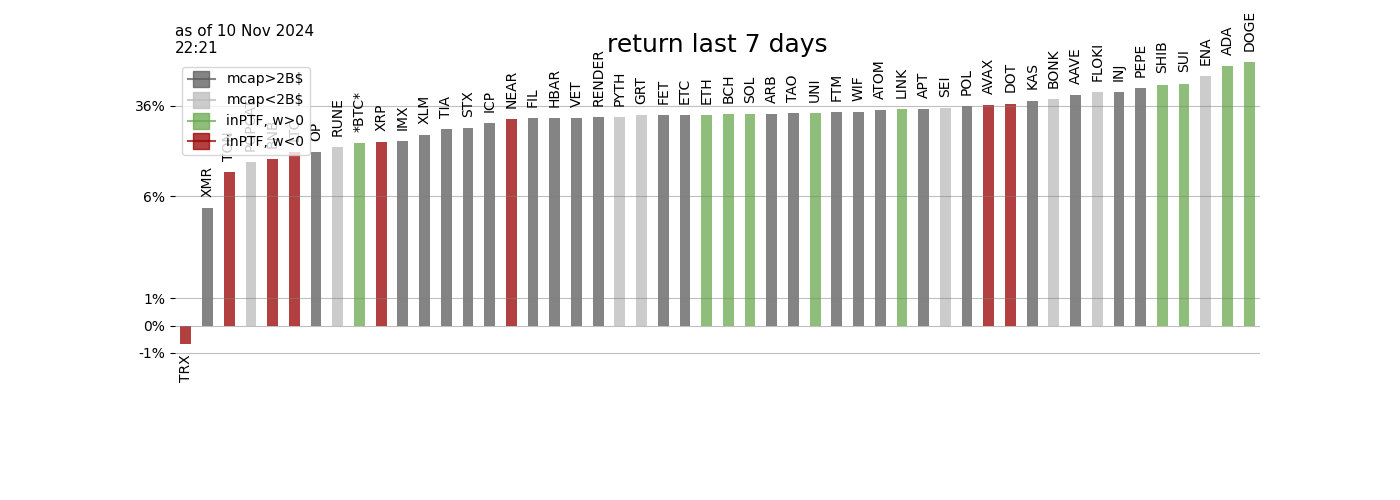 as of 10 Nov 2024
22:21
return last 7 days
mcap>2B$
mcap<2B$
inPTF, w>0
inPTF, w<0
36%
6%
1%
0%
-1%
TRX
XMR
TON
BNB
OP
RUNE
*BTC*
XRP
IMX
XLM
TIA
STX
ICP
NEAR
FIL
HBAR
VET
RENDER
PYTH
GRT
FET
ETC
ETH
BCH
SOL
ARB
TAO
UNI
FTM
WIF
ATOM
LINK
APT
SEI
POL
AVAX
DOT
KAS
BONK
AAVE
FLOKI
INJ
PEPE
SHIB
SUI
ENA
ADA
DOGE